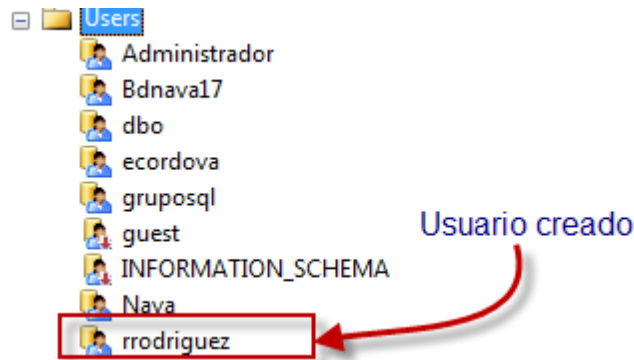 Users
Administrador
Bdnava17
dbo
ecordova
gruposql
guest
Usuario creado
INFORMATION_SCHEMA
Nava
rrodriguez